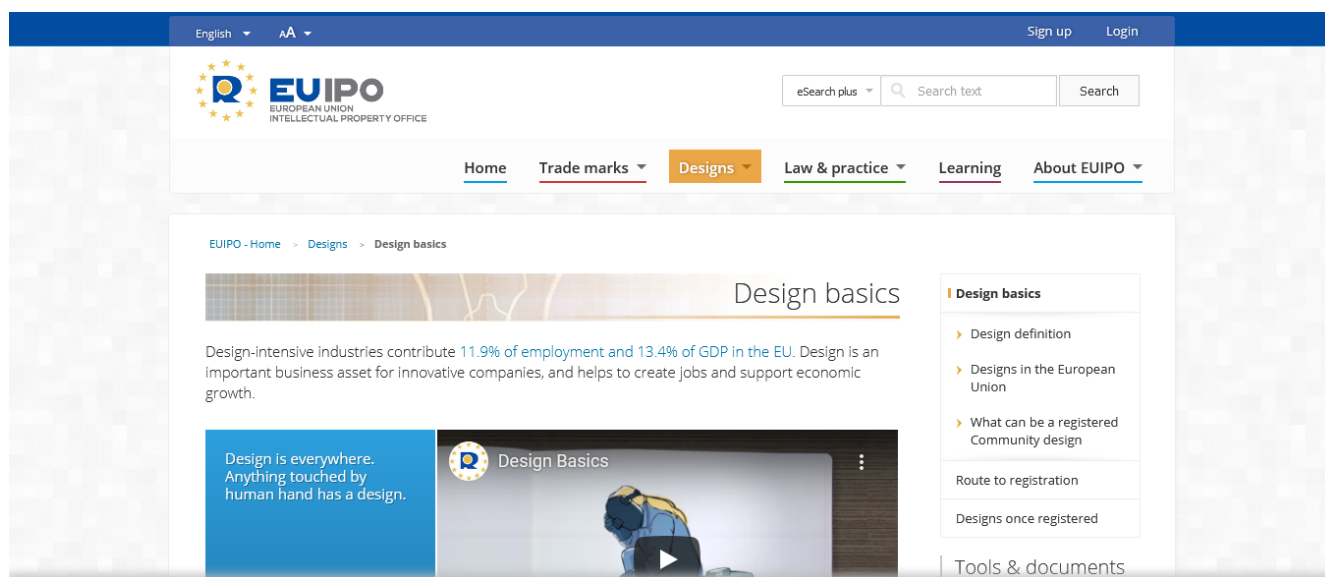 English
AA
Sign up
Login
EUIPO
EUROPEAN UNION
INTELLECTUAL PROPERTY OFFICE
eSearch plus
Search text
Search
Home
Trade marks
Designs
Law & practice
Learning
About EUIPO
EUIPO - Home > Designs > Design basics
Design basics
Design-intensive industries contribute 11.9% of employment and 13.4% of GDP in the EU. Design is an
important business asset for innovative companies, and helps to create jobs and support economic
growth.
Design is everywhere.
Anything touched by
human hand has a design.
R
Design Basics
Design basics
Design definition
Designs in the European
Union
What can be a registered
Community design
Route to registration
Designs once registered
Tools & documents